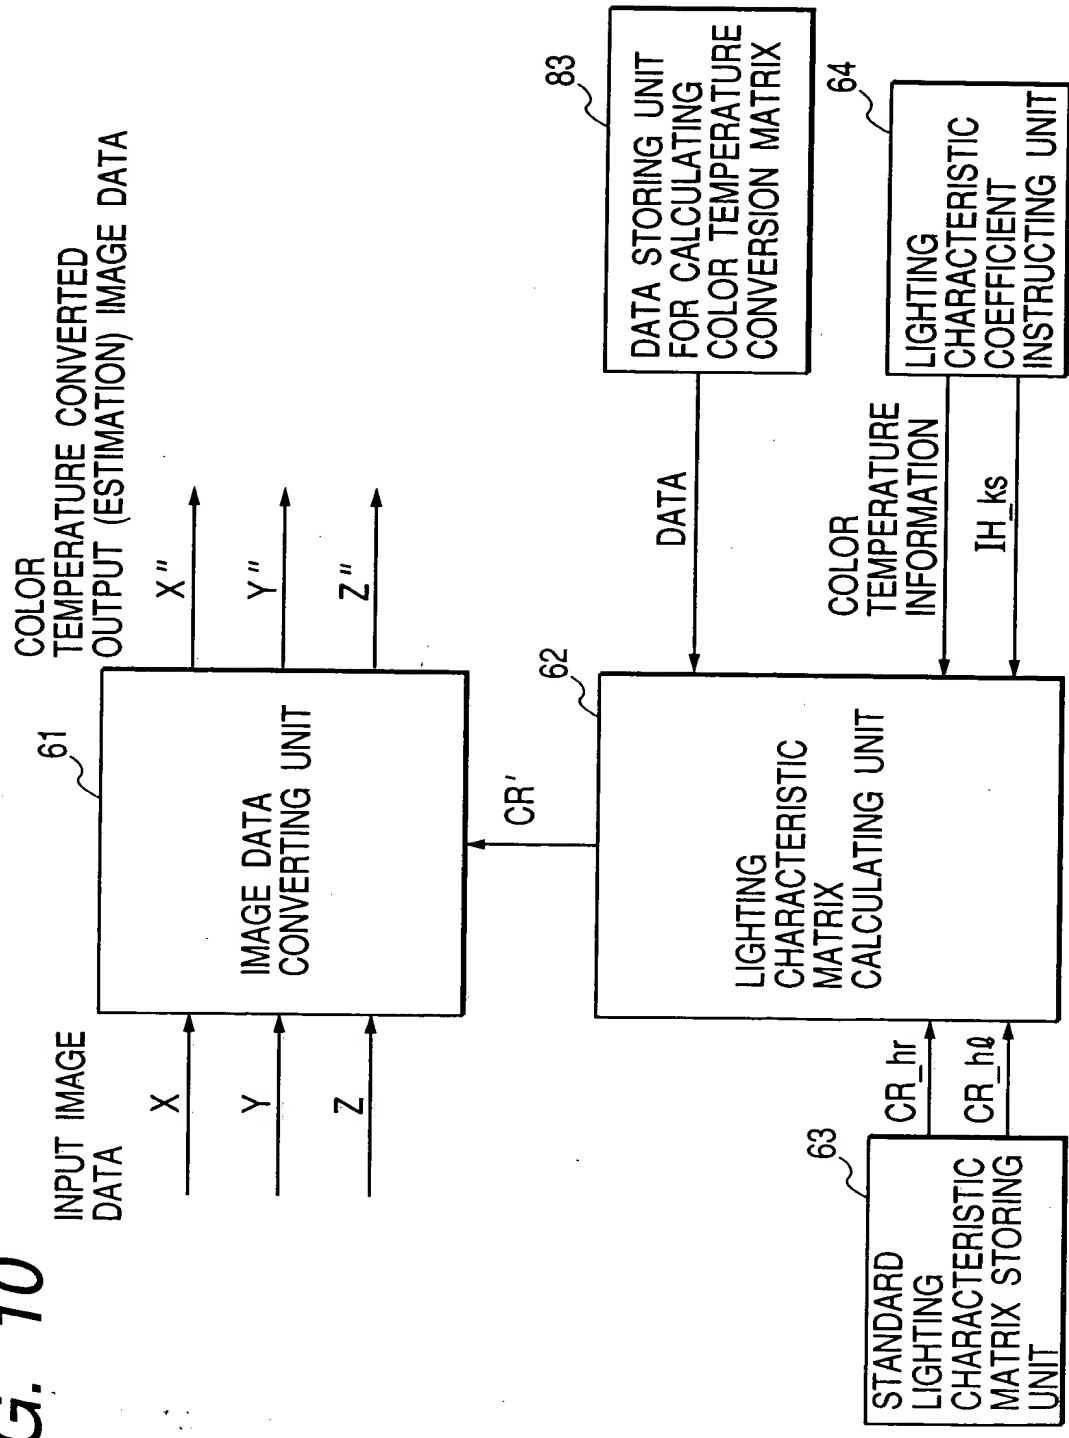 G. 10
INPUT IMAGE
DATA
X
Y
Z
61
IMAGE DATA
CONVERTING UNIT
COLOR
TEMPERATURE CONVERTED
OUTPUT (ESTIMATION) IMAGE DATA
X"
Y"
Z"
CR'
62
LIGHTING
CHARACTERISTIC
MATRIX
CALCULATING UNIT
63
STANDARD
LIGHTING
CHARACTERISTIC
MATRIX STORING
UNIT
CR_hr
CR_hℓ
DATA
83
DATA STORING UNIT
FOR CALCULATING
COLOR TEMPERATURE
CONVERSION MATRIX
COLOR
TEMPERATURE
INFORMATION
IH_ks
64
LIGHTING
CHARACTERISTIC
COEFFICIENT
INSTRUCTING UNIT